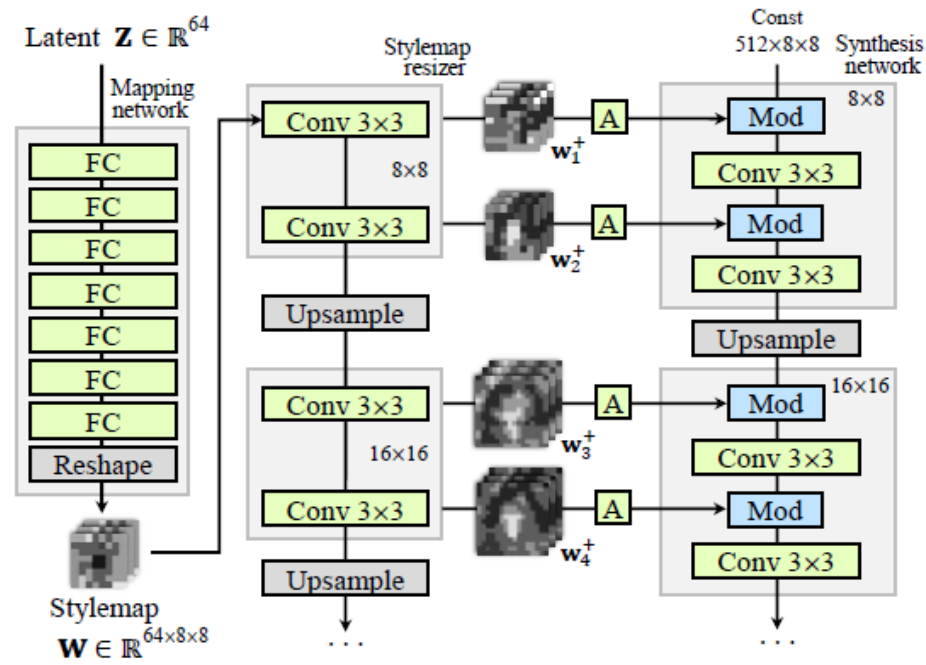 Latent Z ∈ ℝ^64
Mapping
network
FC
FC
FC
FC
FC
FC
FC
Reshape
Stylemap
W ∈ ℝ^64×8×8
Stylemap
resizer
Conv 3×3
8×8
Conv 3×3
Upsample
Conv 3×3
16×16
Conv 3×3
Upsample
. . .
w₁⁺
A
w₂⁺
A
w₃⁺
A
w₄⁺
A
Const
512×8×8
Synthesis
network
8×8
Mod
Conv 3×3
Mod
Conv 3×3
Upsample
16×16
Mod
Conv 3×3
Mod
Conv 3×3
. . .